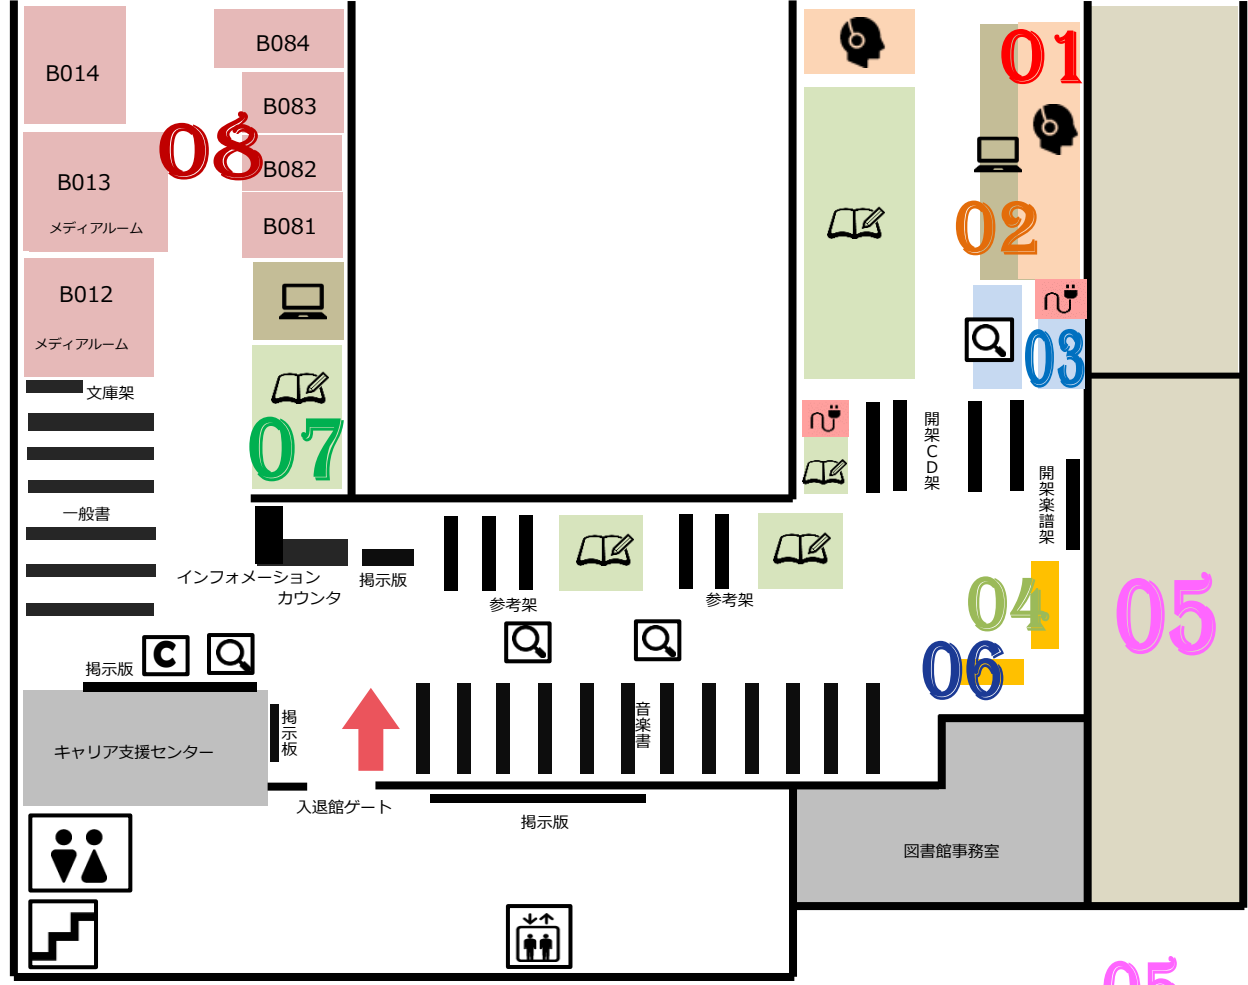 B014
B084
B083
08
B082
B013
メディアルーム
B081
B012
メディアルーム
文庫架
07
一般書
インフォメーション
カウンタ
掲示版
参考架
参考架
掲示版
C
キャリア支援センター
掲示板
入退館ゲート
掲示版
音楽書
01
02
03
開架CD架
開架楽譜架
04
05
06
図書館事務室
05